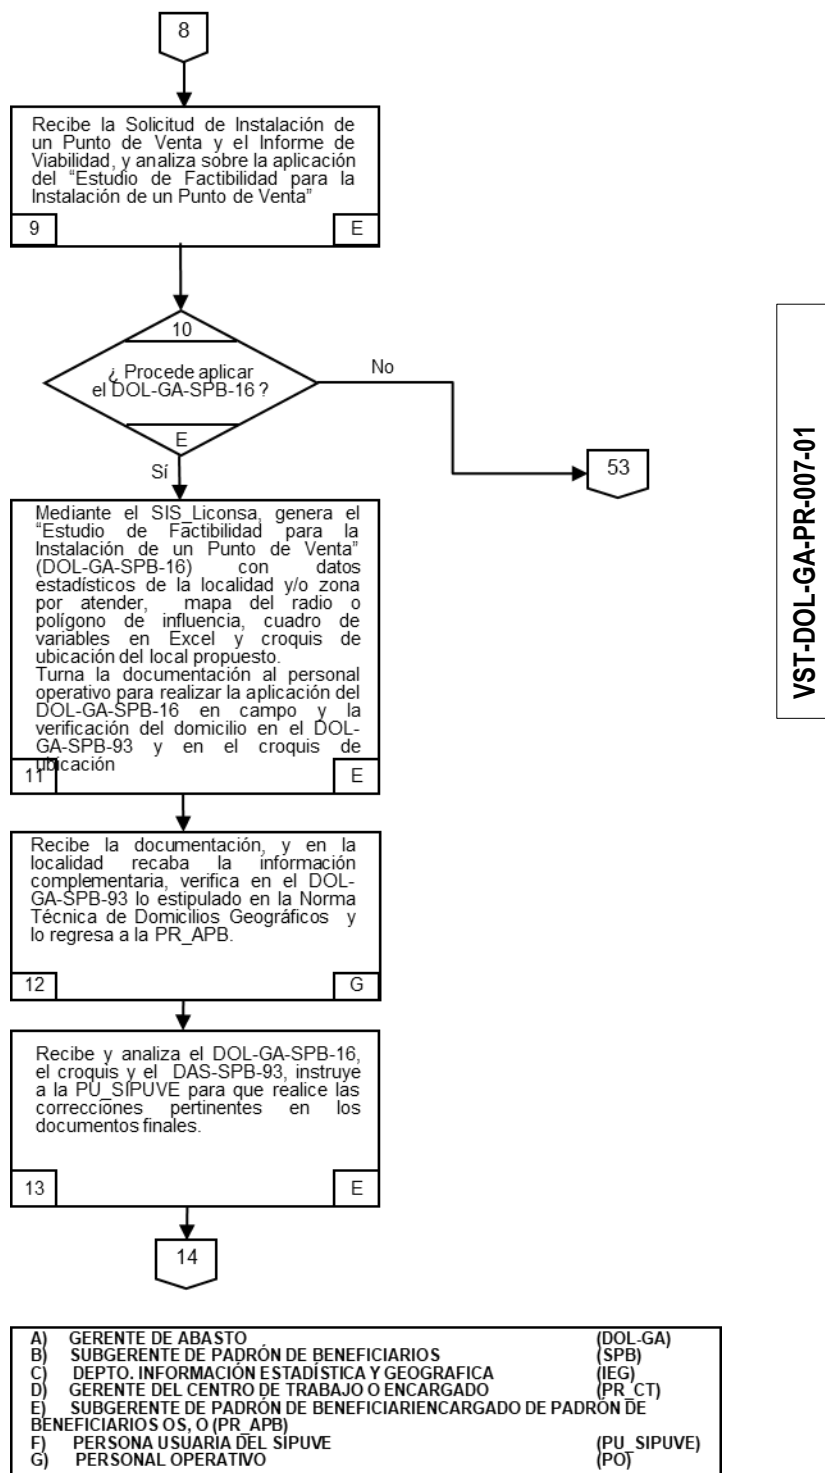 8
Recibe la Solicitud de Instalación de
un Punto de Venta y el Informe de
Viabilidad, y analiza sobre la aplicación
del “Estudio de Factibilidad para la
Instalación de un Punto de Venta”
9
E
10
¿ Procede aplicar
el DOL-GA-SPB-16 ?
E
No
53
Sí
Mediante el SIS_Liconsa, genera el
“Estudio de Factibilidad para la
Instalación de un Punto de Venta”
(DOL-GA-SPB-16) con datos
estadísticos de la localidad y/o zona
por atender, mapa del radio o
polígono de influencia, cuadro de
variables en Excel y croquis de
ubicación del local propuesto.
Turna la documentación al personal
operativo para realizar la aplicación del
DOL-GA-SPB-16 en campo y la
verificación del domicilio en el DOL-
GA-SPB-93 y en el croquis de
ubicación
11
E
Recibe la documentación, y en la
localidad recaba la información
complementaria, verifica en el DOL-
GA-SPB-93 lo estipulado en la Norma
Técnica de Domicilios Geográficos y
lo regresa a la PR_APB.
12
G
Recibe y analiza el DOL-GA-SPB-16,
el croquis y el DAS-SPB-93, instruye
a la PU_SIPUVE para que realice las
correcciones pertinentes en los
documentos finales.
13
E
14
VST-DOL-GA-PR-007-01
A) GERENTE DE ABASTO (DOL-GA)
B) SUBGERENTE DE PADRÓN DE BENEFICIARIOS (SPB)
C) DEPTO. INFORMACIÓN ESTADÍSTICA Y GEOGRAFICA (IEG)
D) GERENTE DEL CENTRO DE TRABAJO O ENCARGADO (PR_CT)
E) SUBGERENTE DE PADRÓN DE BENEFICIARIENCARGADO DE PADRÓN DE
BENEFICIARIOS OS, O (PR_APB)
F) PERSONA USUARIA DEL SIPUVE (PU_SIPUVE)
G) PERSONAL OPERATIVO (PO)